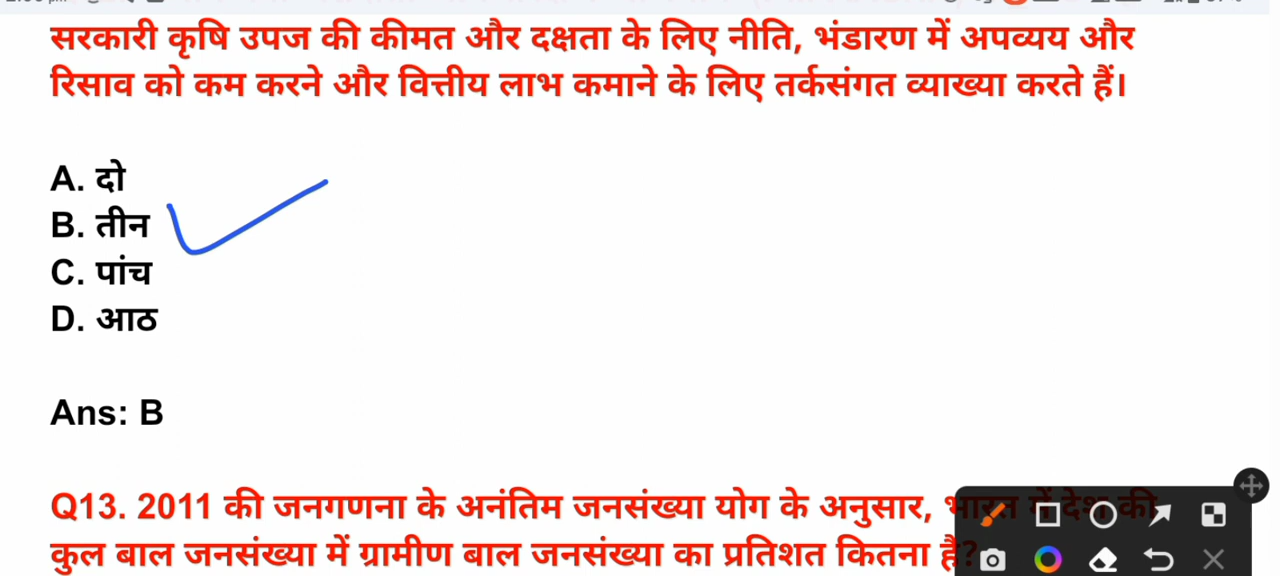 सरकारी कृषि उपज की कीमत और दक्षता के लिए नीति, भंडारण में अपव्यय और
रिसाव को कम करने और वित्तीय लाभ कमाने के लिए तर्कसंगत व्याख्या करते हैं।
A. दो
B. तीन
C. पांच
D. आठ
Ans: B
Q13. 2011 की जनगणना के अनंतिम जनसंख्या योग के अनुसार, भारत में देश की
कुल बाल जनसंख्या में ग्रामीण बाल जनसंख्या का प्रतिशत कितना है?